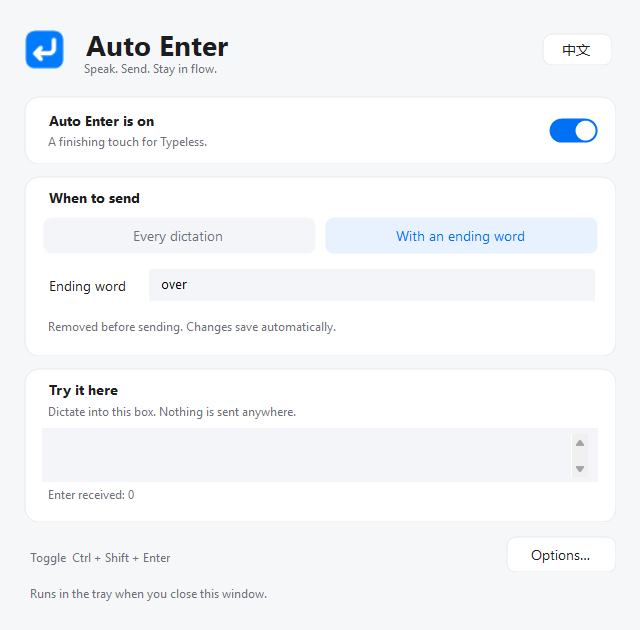 Auto Enter
Speak. Send. Stay in flow.
中文
Auto Enter is on
A finishing touch for Typeless.
When to send
Every dictation
With an ending word
Ending word
over
Removed before sending. Changes save automatically.
Try it here
Dictate into this box. Nothing is sent anywhere.
Enter received: 0
Toggle Ctrl + Shift + Enter
Options...
Runs in the tray when you close this window.